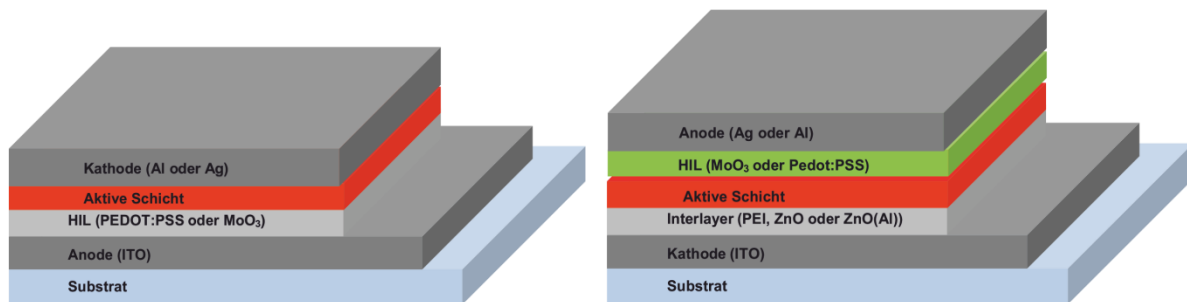 Kathode (Al oder Ag)
Aktive Schicht
HIL (PEDOT:PSS oder MoO₃)
Anode (ITO)
Substrat
Anode (Ag oder Al)
HIL (MoO₃ oder Pedot:PSS)
Aktive Schicht
Interlayer (PEI, ZnO oder ZnO(Al))
Kathode (ITO)
Substrat